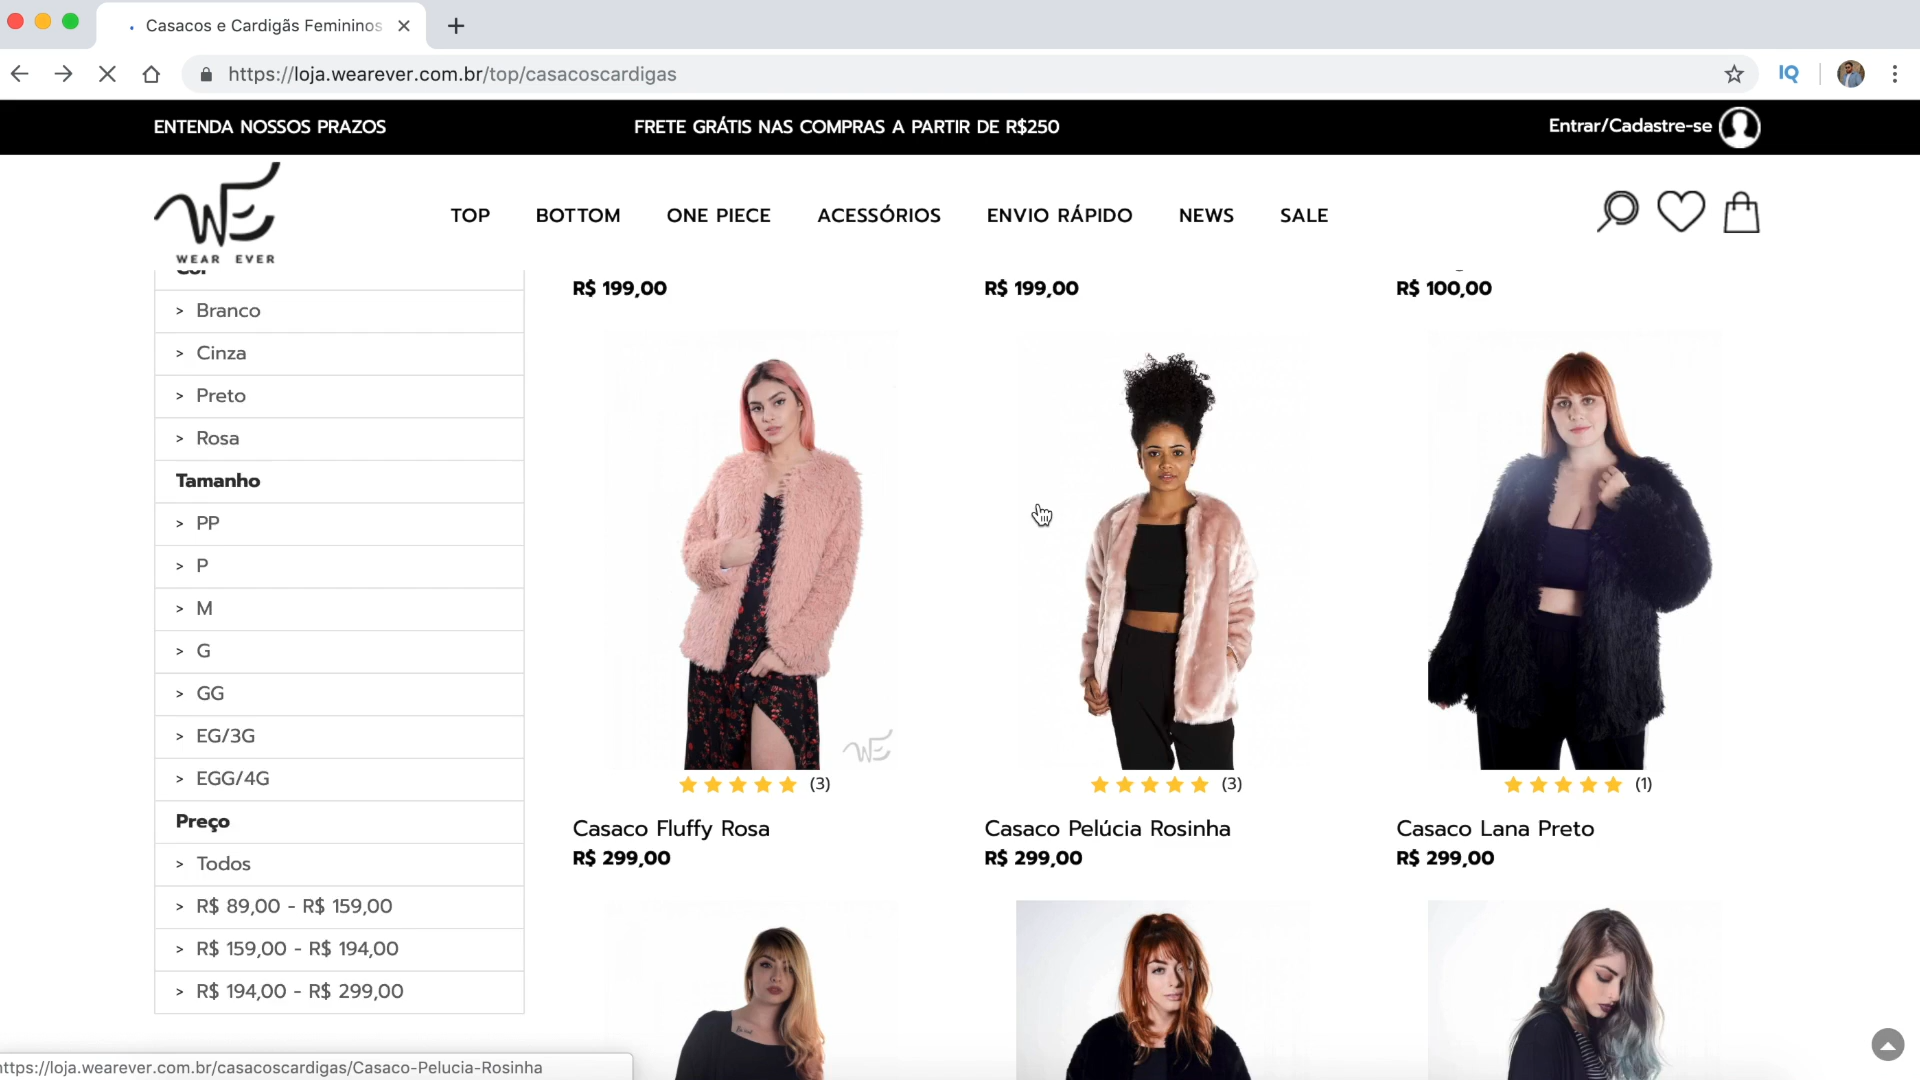 Casacos e Cardigãs Femininos
https://loja.wearever.com.br/top/casacoscardigas
IQ
ENTENDA NOSSOS PRAZOS
FRETE GRÁTIS NAS COMPRAS A PARTIR DE R$250
Entrar/Cadastre-se
WE
WEAR EVER
TOP
BOTTOM
ONE PIECE
ACESSÓRIOS
ENVIO RÁPIDO
NEWS
SALE
Cor
> Branco
> Cinza
> Preto
> Rosa
Tamanho
> PP
> P
> M
> G
> GG
> EG/3G
> EGG/4G
Preço
> Todos
> R$ 89,00 - R$ 159,00
> R$ 159,00 - R$ 194,00
> R$ 194,00 - R$ 299,00
R$ 199,00
R$ 199,00
R$ 100,00
WE
(3)
(3)
(1)
Casaco Fluffy Rosa
R$ 299,00
Casaco Pelúcia Rosinha
R$ 299,00
Casaco Lana Preto
R$ 299,00
https://loja.wearever.com.br/casacoscardigas/Casaco-Pelucia-Rosinha